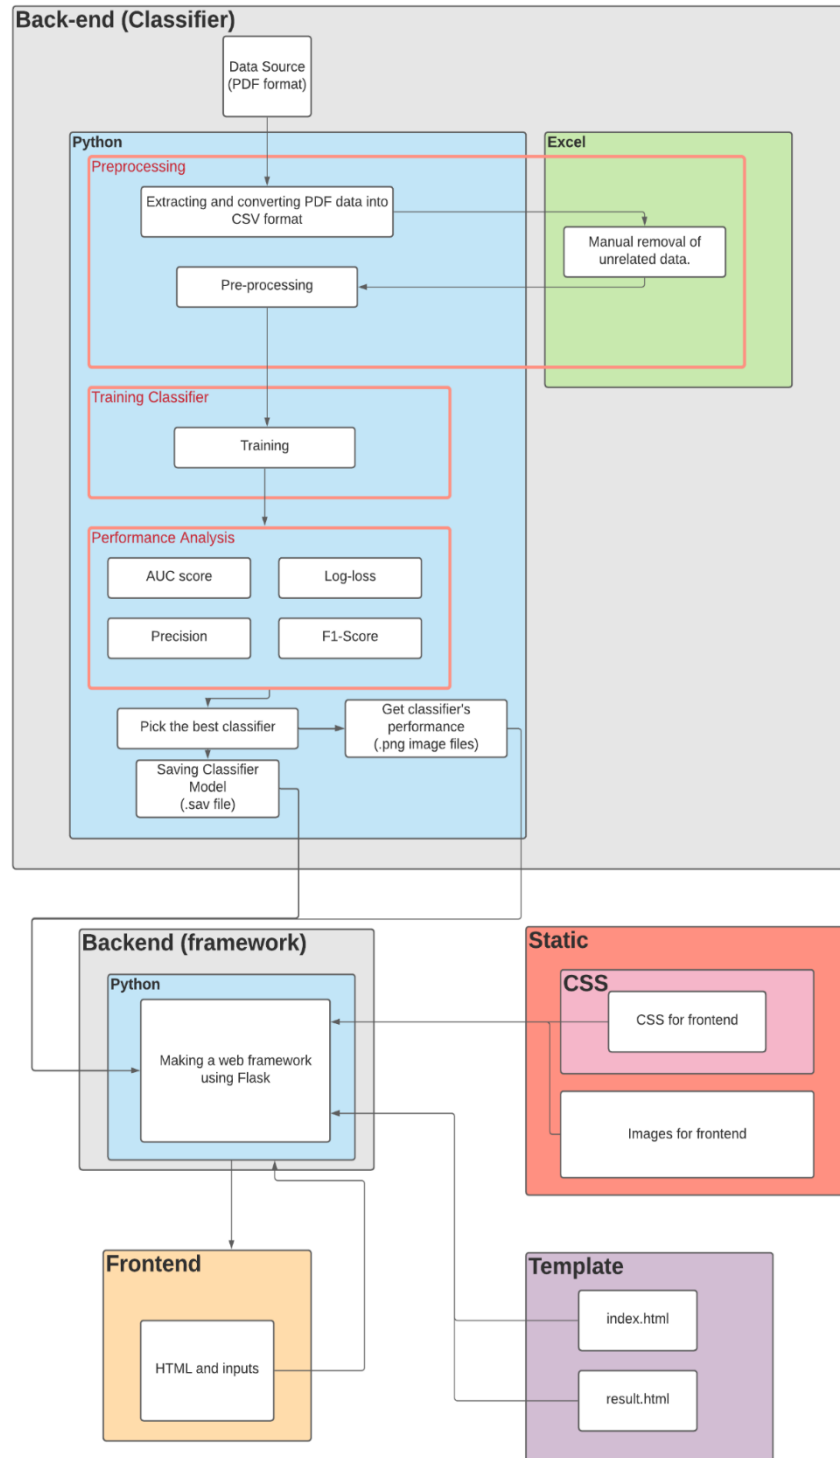 Back-end (Classifier)
Data Source
(PDF format)
Python
Excel
Preprocessing
Extracting and converting PDF data into
CSV format
Manual removal of
unrelated data.
Pre-processing
Training Classifier
Training
Performance Analysis
AUC score
Log-loss
Precision
F1-Score
Pick the best classifier
Get classifier's
performance
(.png image files)
Saving Classifier
Model
(.sav file)
Backend (framework)
Python
Making a web framework
using Flask
Static
CSS
CSS for frontend
Images for frontend
Frontend
HTML and inputs
Template
index.html
result.html